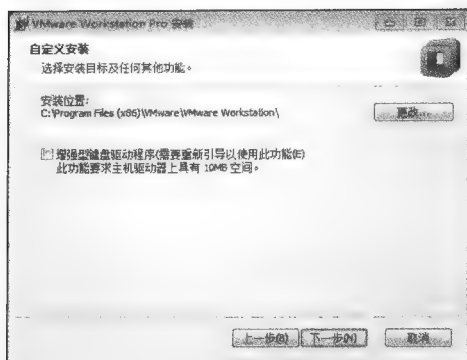 VMware Workstation Pro 安装
自定义安装
选择安装目标及任何其他功能。
安装位置:
C:\Program Files (x86)\VMware\VMware Workstation\
更改...
增强型键盘驱动程序(需要重新引导以使用此功能(E)
此功能要求主机驱动器上具有 10MB 空间。
上一步(B) 下一步(N) 取消